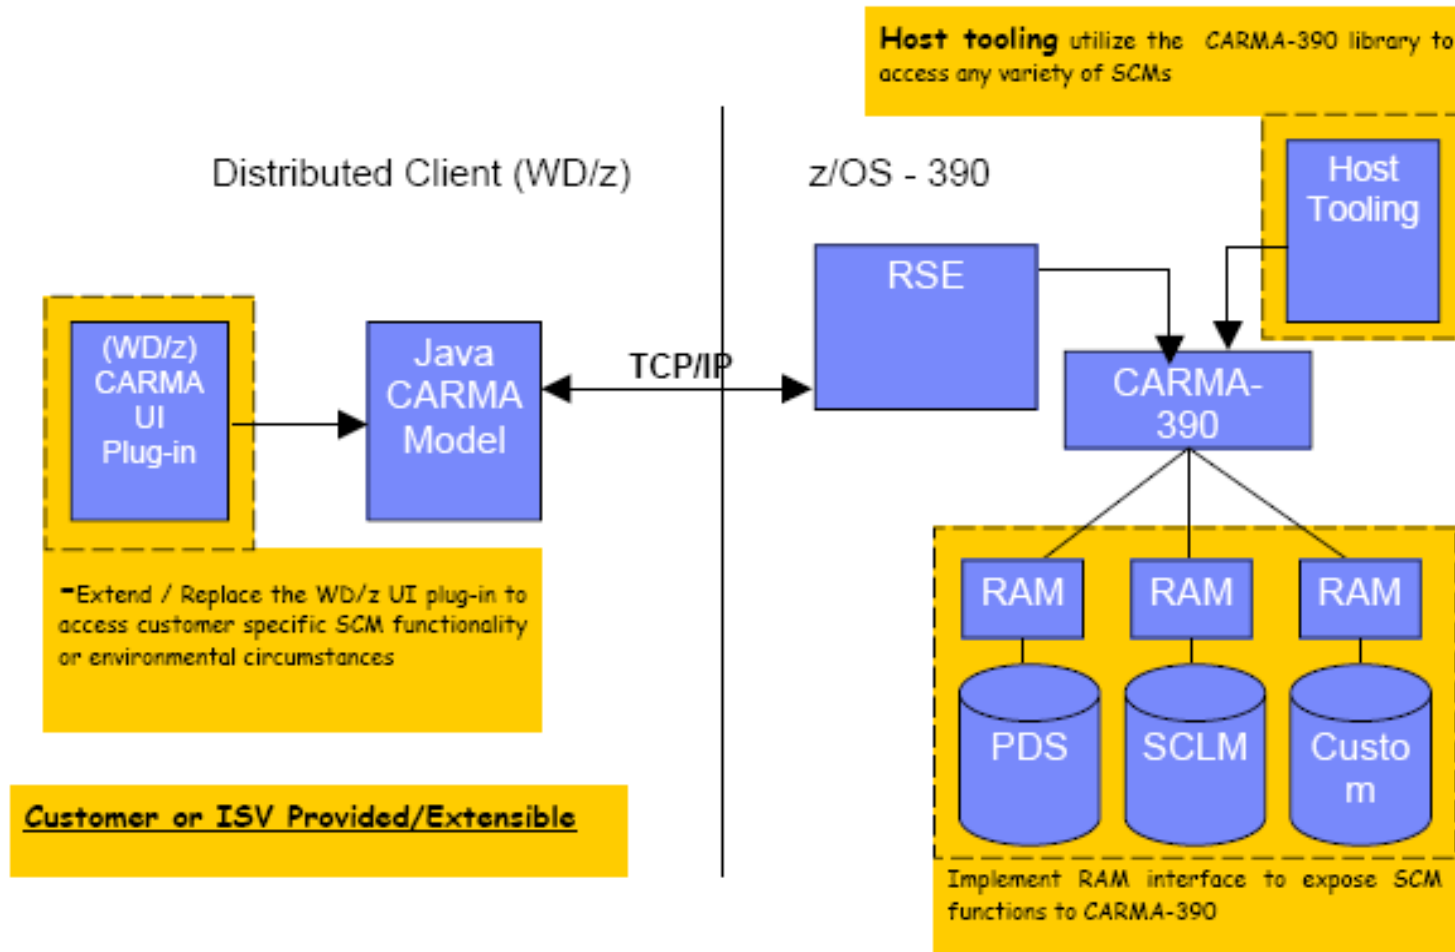 Host tooling utilize the CARMA-390 library to
access any variety of SCMs
Distributed Client (WD/z)
z/OS - 390
Host
Tooling
RSE
(WD/z)
CARMA
UI
Plug-in
Java
CARMA
Model
TCP/IP
CARMA-
390
-Extend / Replace the WD/z UI plug-in to
access customer specific SCM functionality
or environmental circumstances
RAM
RAM
RAM
PDS
SCLM
Custo
m
Customer or ISV Provided/Extensible
Implement RAM interface to expose SCM
functions to CARMA-390